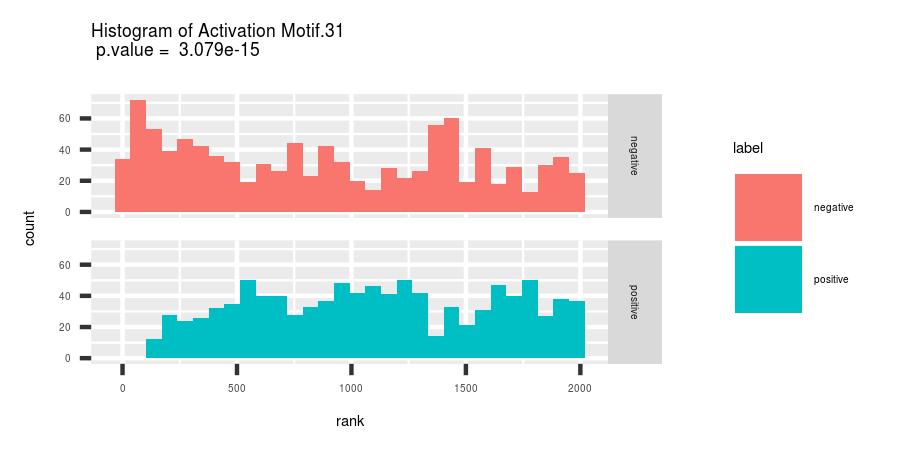 Histogram of Activation Motif.31
p.value = 3.079e-15
count
60
40
20
0
negative
60
40
20
0
positive
0 500 1000 1500 2000
rank
label
negative
positive